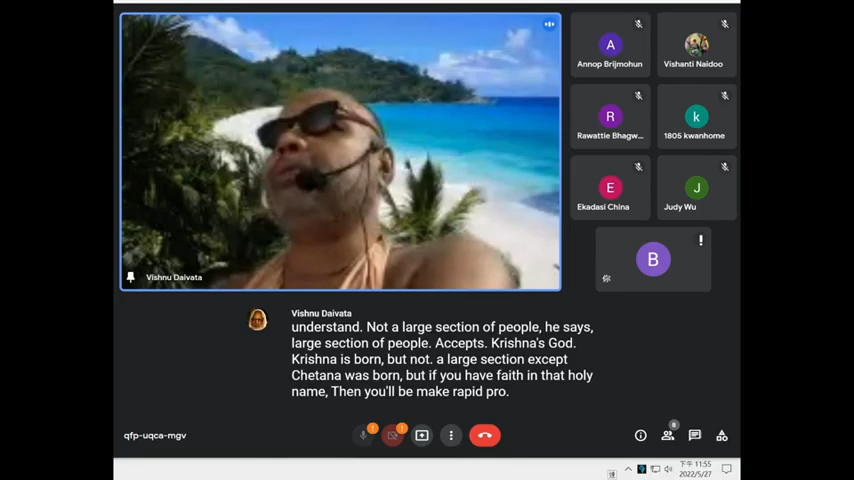 Vishnu Daivata
A
Annop Brijmohun
Vishanti Naidoo
R
Rawattie Bhagw...
k
1805 kwanhome
E
Ekadasi China
J
Judy Wu
B
你
Vishnu Daivata
understand. Not a large section of people, he says,
large section of people. Accepts. Krishna's God.
Krishna is born, but not. a large section except
Chetana was born, but if you have faith in that holy
name, Then you'll be make rapid pro.
qfp-uqca-mgv
8
下午 11:55
2022/5/27